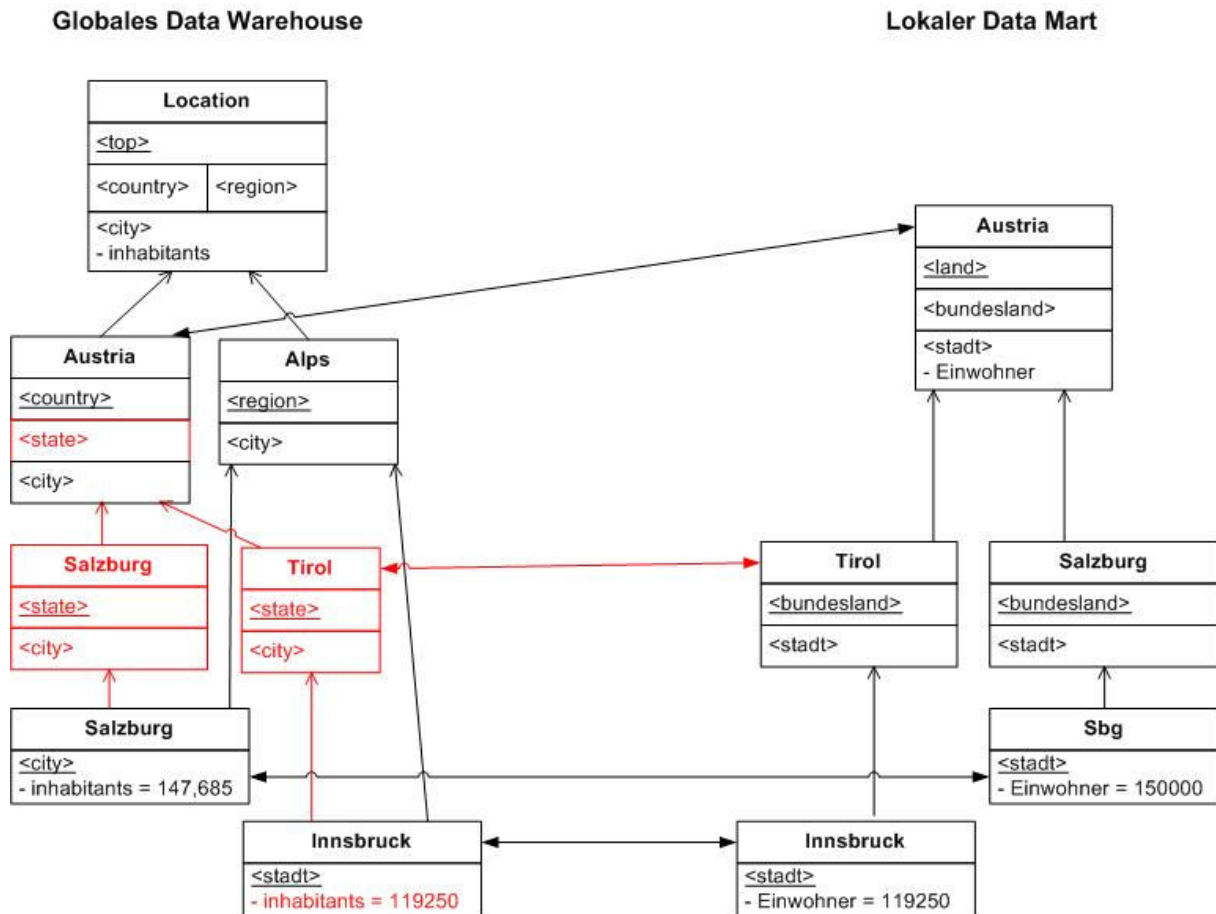 Globales Data Warehouse
Lokaler Data Mart
Location
<top>
<country> <region>
<city>
- inhabitants
Austria
<country>
<state>
<city>
Alps
<region>
<city>
Salzburg
<state>
<city>
Tirol
<state>
<city>
Salzburg
<city>
- inhabitants = 147,685
Innsbruck
<stadt>
- inhabitants = 119250
Austria
<land>
<bundesland>
<stadt>
- Einwohner
Tirol
<bundesland>
<stadt>
Salzburg
<bundesland>
<stadt>
Sbg
<stadt>
- Einwohner = 150000
Innsbruck
<stadt>
- Einwohner = 119250